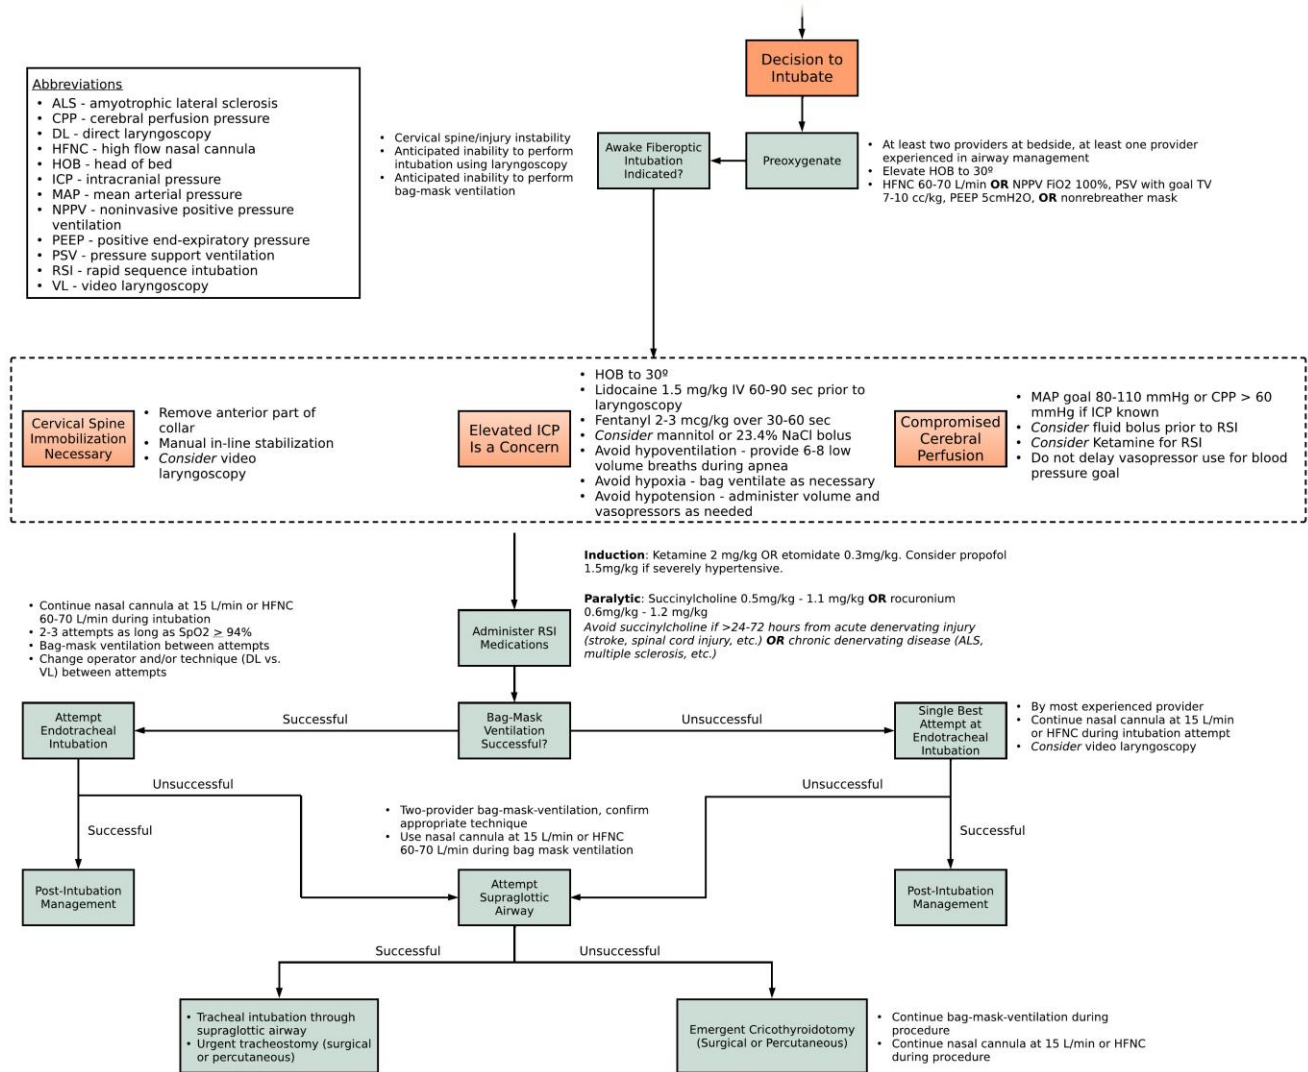 Decision to
Intubate
Abbreviations
• ALS - amyotrophic lateral sclerosis
• CPP - cerebral perfusion pressure
• DL - direct laryngoscopy
• HFNC - high flow nasal cannula
• HOB - head of bed
• ICP - intracranial pressure
• MAP - mean arterial pressure
• NPPV - noninvasive positive pressure
ventilation
• PEEP - positive end-expiratory pressure
• PSV - pressure support ventilation
• RSI - rapid sequence intubation
• VL - video laryngoscopy
• Cervical spine/injury instability
• Anticipated inability to perform
intubation using laryngoscopy
• Anticipated inability to perform
bag-mask ventilation
Awake Fiberoptic
Intubation
Indicated?
Preoxygenate
• At least two providers at bedside, at least one provider
experienced in airway management
• Elevate HOB to 30º
• HFNC 60-70 L/min OR NPPV FiO2 100%, PSV with goal TV
7-10 cc/kg, PEEP 5cmH2O, OR nonrebreather mask
Cervical Spine
Immobilization
Necessary
• Remove anterior part of
collar
• Manual in-line stabilization
• Consider video
laryngoscopy
Elevated ICP
Is a Concern
• HOB to 30º
• Lidocaine 1.5 mg/kg IV 60-90 sec prior to
laryngoscopy
• Fentanyl 2-3 mcg/kg over 30-60 sec
• Consider mannitol or 23.4% NaCl bolus
• Avoid hypoventilation - provide 6-8 low
volume breaths during apnea
• Avoid hypoxia - bag ventilate as necessary
• Avoid hypotension - administer volume and
vasopressors as needed
Compromised
Cerebral
Perfusion
• MAP goal 80-110 mmHg or CPP > 60
mmHg if ICP known
• Consider fluid bolus prior to RSI
• Consider Ketamine for RSI
• Do not delay vasopressor use for blood
pressure goal
Induction: Ketamine 2 mg/kg OR etomidate 0.3mg/kg. Consider propofol
1.5mg/kg if severely hypertensive.
Paralytic: Succinylcholine 0.5mg/kg - 1.1 mg/kg OR rocuronium
0.6mg/kg - 1.2 mg/kg
Avoid succinylcholine if >24-72 hours from acute denervating injury
(stroke, spinal cord injury, etc.) OR chronic denervating disease (ALS,
multiple sclerosis, etc.)
Administer RSI
Medications
• Continue nasal cannula at 15 L/min or HFNC
60-70 L/min during intubation
• 2-3 attempts as long as SpO2 ≥ 94%
• Bag-mask ventilation between attempts
• Change operator and/or technique (DL vs.
VL) between attempts
Attempt
Endotracheal
Intubation
Successful
Bag-Mask
Ventilation
Successful?
Unsuccessful
Single Best
Attempt at
Endotracheal
Intubation
• By most experienced provider
• Continue nasal cannula at 15 L/min
or HFNC during intubation attempt
• Consider video laryngoscopy
Unsuccessful
Unsuccessful
• Two-provider bag-mask-ventilation, confirm
appropriate technique
• Use nasal cannula at 15 L/min or HFNC
60-70 L/min during bag mask ventilation
Successful
Successful
Post-Intubation
Management
Attempt
Supraglottic
Airway
Post-Intubation
Management
Successful
Unsuccessful
• Tracheal intubation through
supraglottic airway
• Urgent tracheostomy (surgical
or percutaneous)
Emergent Cricothyroidotomy
(Surgical or Percutaneous)
• Continue bag-mask-ventilation during
procedure
• Continue nasal cannula at 15 L/min or HFNC
during procedure